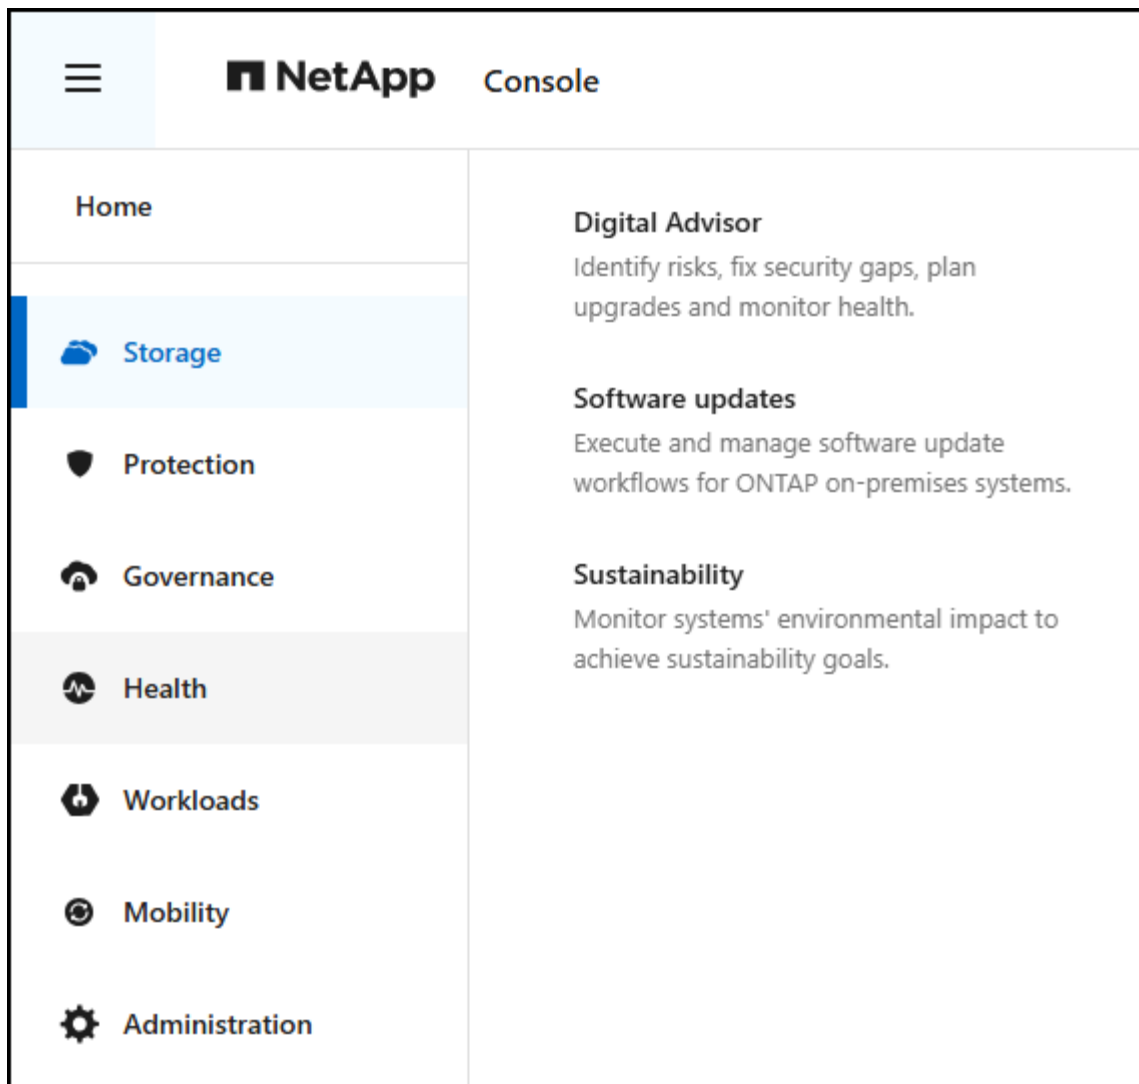 NetApp Console
Home
Storage
Protection
Governance
Health
Workloads
Mobility
Administration
Digital Advisor
Identify risks, fix security gaps, plan
upgrades and monitor health.
Software updates
Execute and manage software update
workflows for ONTAP on-premises systems.
Sustainability
Monitor systems' environmental impact to
achieve sustainability goals.